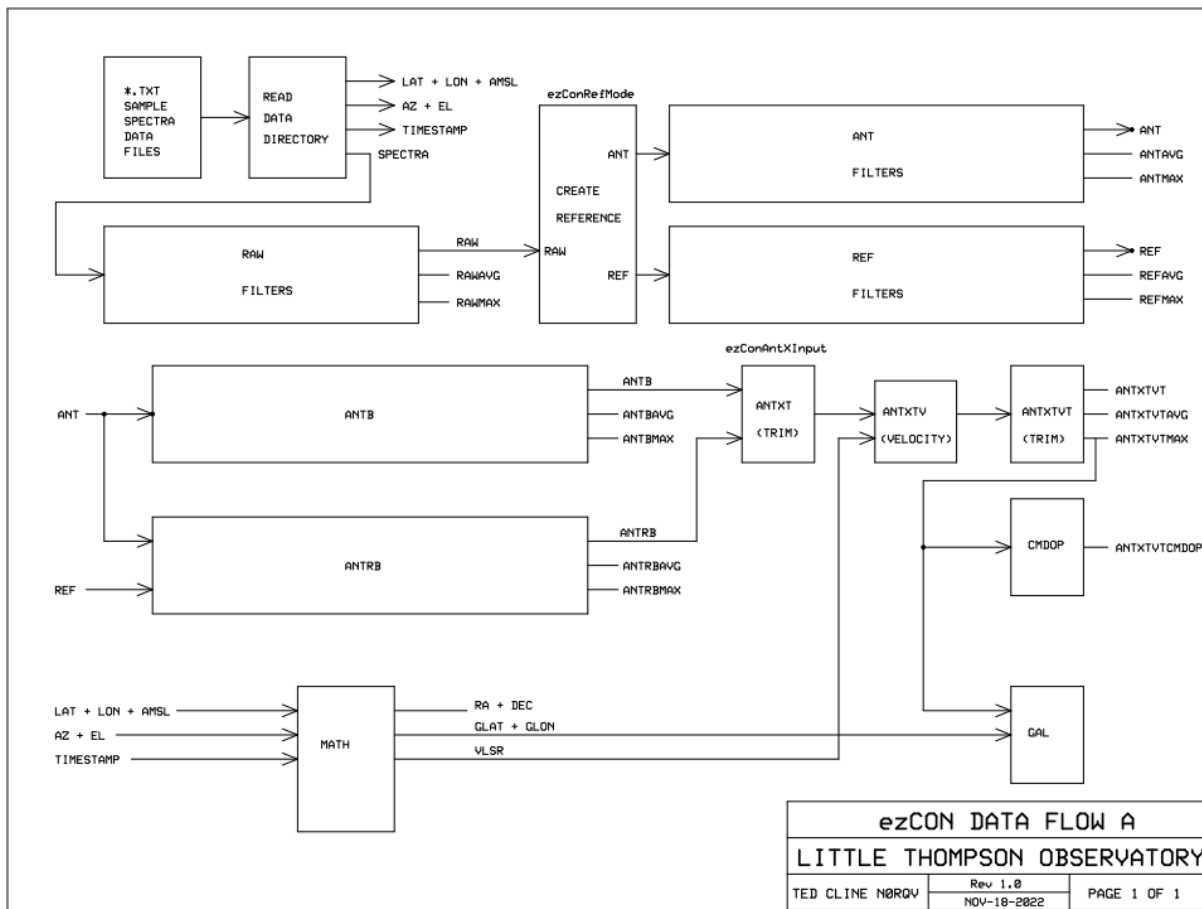 *.TXT
SAMPLE
SPECTRA
DATA
FILES
READ
DATA
DIRECTORY
LAT + LON + AMSL
AZ + EL
TIMESTAMP
SPECTRA
RAW
FILTERS
RAW
RAWAVG
RAWMAX
ezConRefMode
ANT
CREATE
REFERENCE
RAW
REF
ANT
FILTERS
ANT
ANTAVG
ANTMAX
REF
FILTERS
REF
REFAVG
REFMAX
ANT
ANTB
ANTB
ANTBAVG
ANTBMAX
REF
ANTRB
ANTRB
ANTRBAVG
ANTRBMAX
ezConAntXInput
ANTXT
(TRIM)
ANTXTV
(VELOCITY)
ANTXTVT
(TRIM)
ANTXTVT
ANTXTVTAVG
ANTXTVTMAX
CMDOP
ANTXTVTCMDOP
LAT + LON + AMSL
AZ + EL
TIMESTAMP
MATH
RA + DEC
GLAT + GLON
VLSR
GAL
ezCON DATA FLOW A
LITTLE THOMPSON OBSERVATORY
TED CLINE N0RQV
Rev 1.0
NOV-18-2022
PAGE 1 OF 1